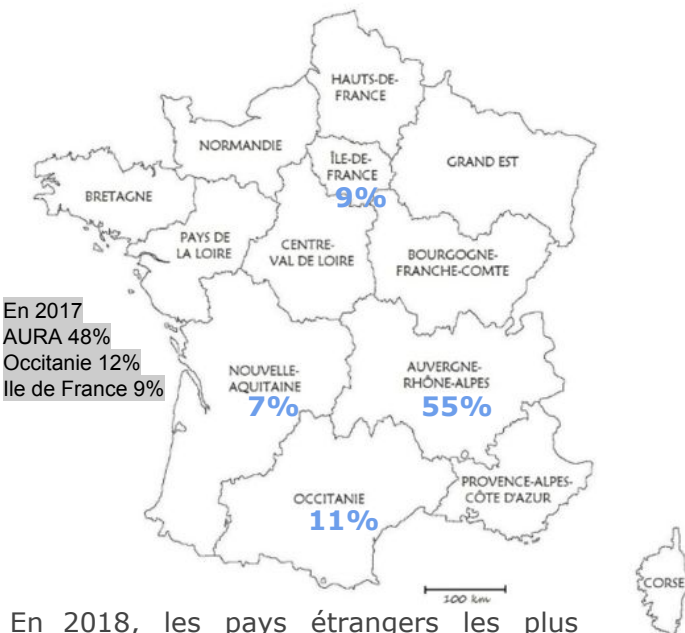 HAUTS-DE-
FRANCE
NORMANDIE
ÎLE-DE-
FRANCE
9%
GRAND EST
BRETAGNE
PAYS DE
LA LOIRE
CENTRE-
VAL DE LOIRE
BOURGOGNE-
FRANCHE-COMTE
En 2017
AURA 48%
Occitanie 12%
Ile de France 9%
NOUVELLE-
AQUITAINE
7%
AUVERGNE-
RHÔNE-ALPES
55%
PROVENCE-ALPES-
CÔTE D'AZUR
OCCITANIE
11%
CORSE
100 km
En 2018, les pays étrangers les plus